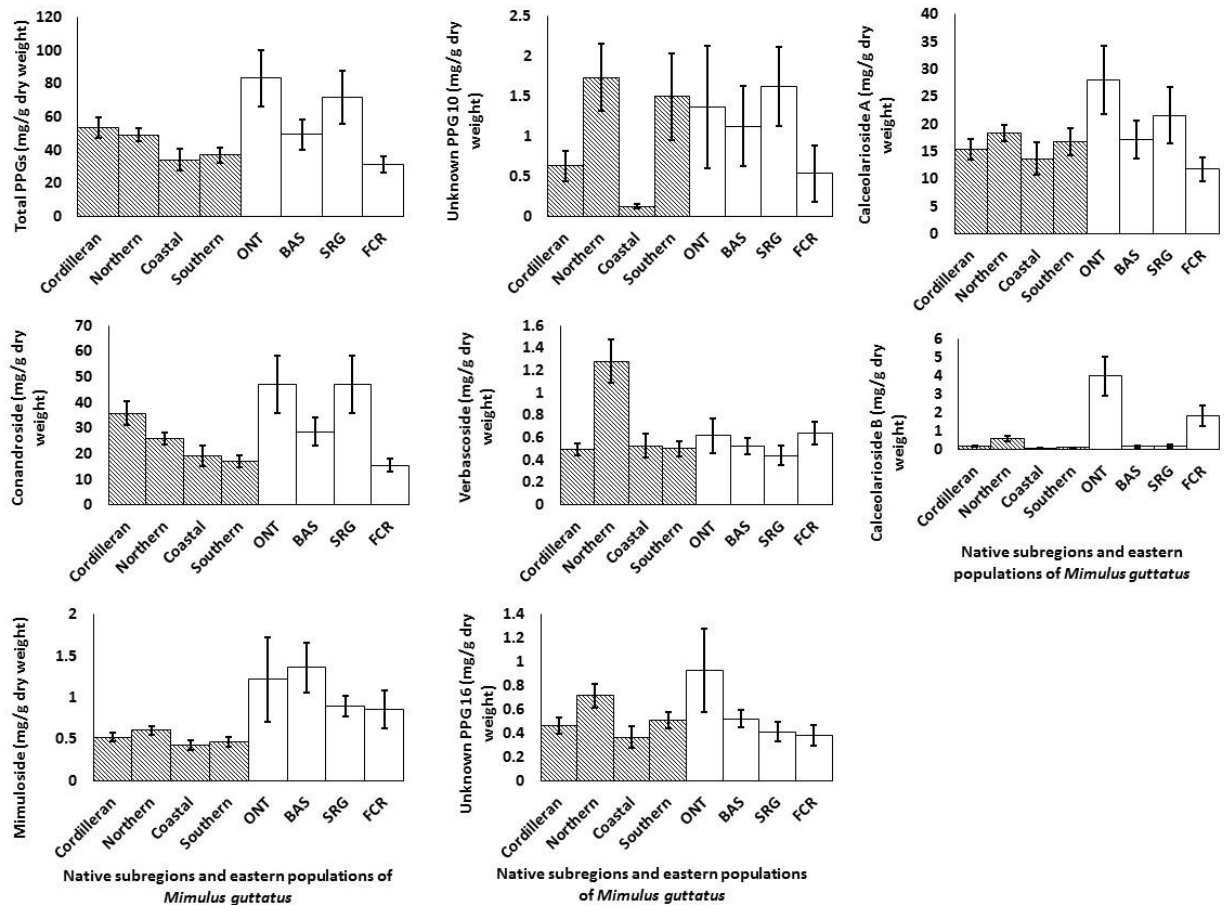 Total PPGs (mg/g dry weight)
120
100
80
60
40
20
0
Cordilleran
Northern
Coastal
Southern
ONT
BAS
SRG
FCR
Unknown PPG 10 (mg/g dry
weight)
2.5
2
1.5
1
0.5
0
Cordilleran
Northern
Coastal
Southern
ONT
BAS
SRG
FCR
Calceolarioside A (mg/g dry
weight)
40
35
30
25
20
15
10
5
0
Cordilleran
Northern
Coastal
Southern
ONT
BAS
SRG
FCR
Conandroside (mg/g dry
weight)
70
60
50
40
30
20
10
0
Cordilleran
Northern
Coastal
Southern
ONT
BAS
SRG
FCR
Verbascoside (mg/g dry
weight)
1.6
1.4
1.2
1
0.8
0.6
0.4
0.2
0
Cordilleran
Northern
Coastal
Southern
ONT
BAS
SRG
FCR
Calceolarioside B (mg/g dry
weight)
6
5
4
3
2
1
0
Cordilleran
Northern
Coastal
Southern
ONT
BAS
SRG
FCR
Native subregions and eastern
populations of Mimulus guttatus
Mimuloside (mg/g dry weight)
2
1.5
1
0.5
0
Cordilleran
Northern
Coastal
Southern
ONT
BAS
SRG
FCR
Native subregions and eastern populations of
Mimulus guttatus
Unknown PPG 16 (mg/g dry
weight)
1.4
1.2
1
0.8
0.6
0.4
0.2
0
Cordilleran
Northern
Coastal
Southern
ONT
BAS
SRG
FCR
Native subregions and eastern populations
of Mimulus guttatus